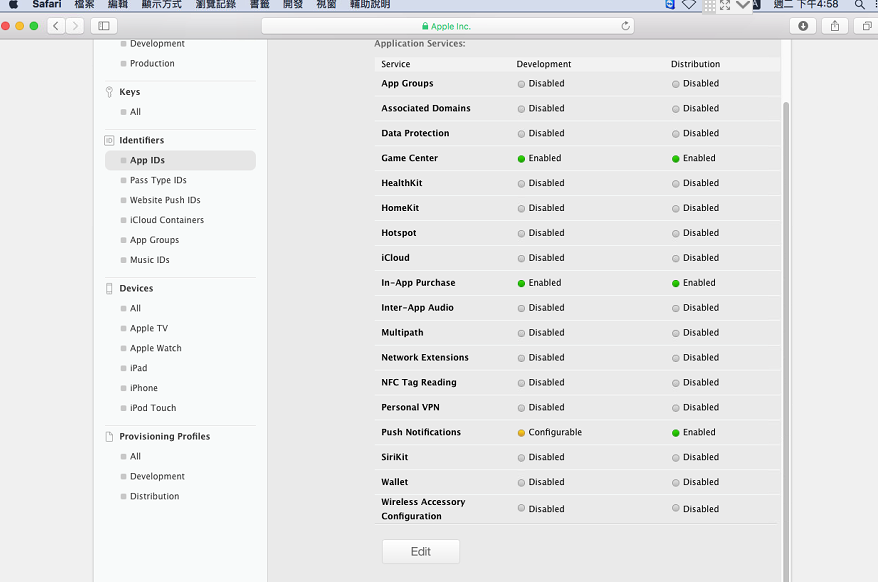 Safari 檔案 編輯 顯示方式 瀏覽記錄 書籤 開發 視窗 輔助說明 A 週二 下午4:58
Apple Inc.
Development
Production
Keys
All
ID Identifiers
App IDs
Pass Type IDs
Website Push IDs
iCloud Containers
App Groups
Music IDs
Devices
All
Apple TV
Apple Watch
iPad
iPhone
iPod Touch
Provisioning Profiles
All
Development
Distribution
Application Services:
Service Development Distribution
App Groups Disabled Disabled
Associated Domains Disabled Disabled
Data Protection Disabled Disabled
Game Center Enabled Enabled
HealthKit Disabled Disabled
HomeKit Disabled Disabled
Hotspot Disabled Disabled
iCloud Disabled Disabled
In-App Purchase Enabled Enabled
Inter-App Audio Disabled Disabled
Multipath Disabled Disabled
Network Extensions Disabled Disabled
NFC Tag Reading Disabled Disabled
Personal VPN Disabled Disabled
Push Notifications Configurable Enabled
SiriKit Disabled Disabled
Wallet Disabled Disabled
Wireless Accessory
Configuration Disabled Disabled
Edit